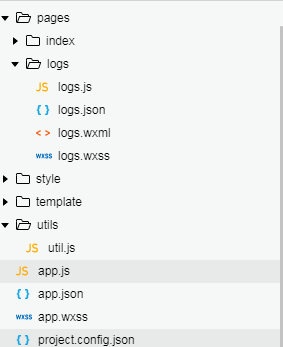 pages
index
logs
JS logs.js
{ } logs.json
< > logs.wxml
wxss logs.wxss
style
template
utils
JS util.js
JS app.js
{ } app.json
wxss app.wxss
{ } project.config.json